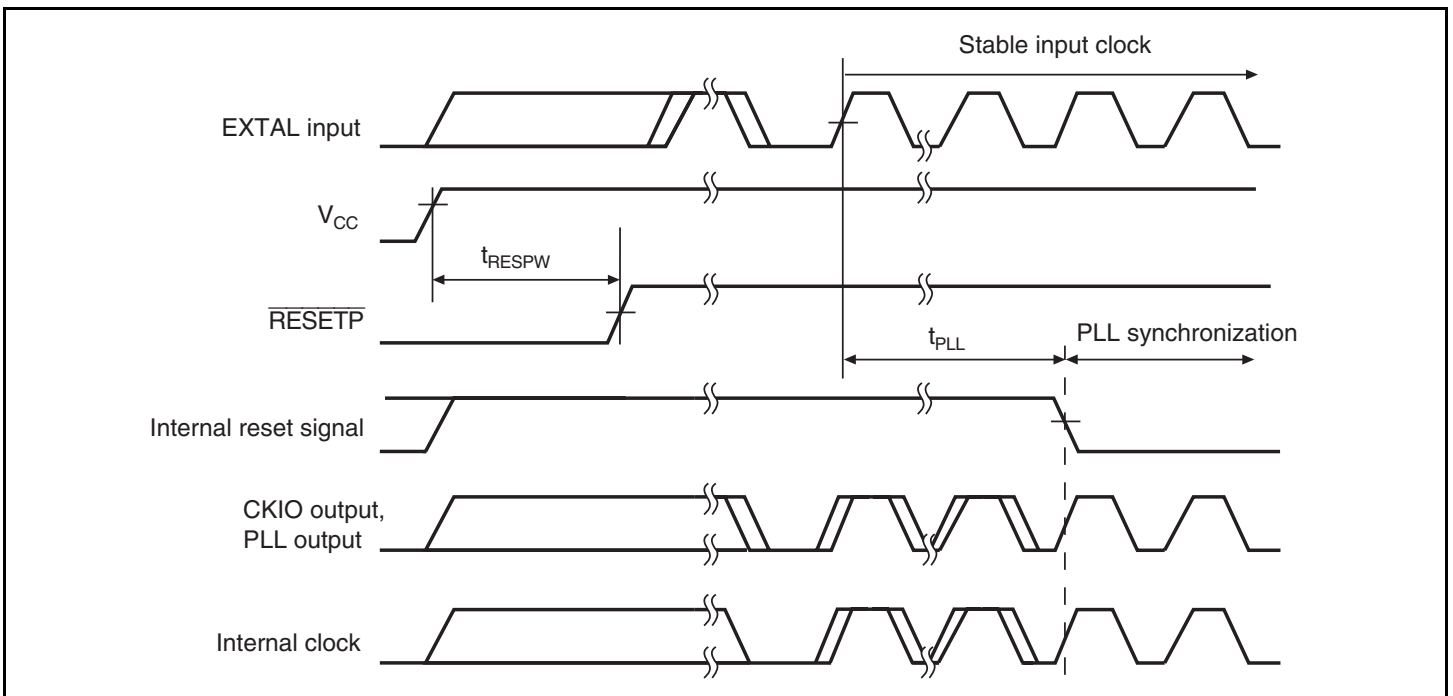 Stable input clock
EXTAL input
VCC
tRESPW
RESETP
tPLL
PLL synchronization
Internal reset signal
CKIO output,
PLL output
Internal clock